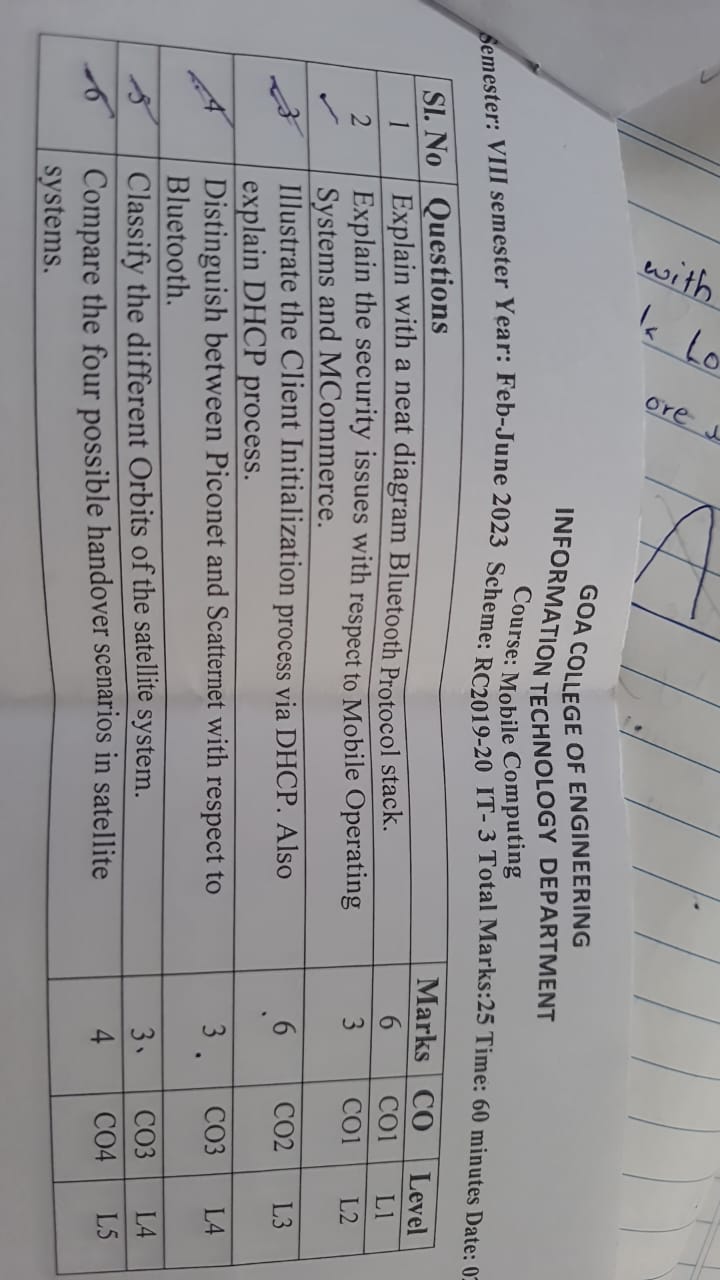 with
lo
ore
A
GOA COLLEGE OF ENGINEERING
INFORMATION TECHNOLOGY DEPARTMENT
Course: Mobile Computing
Semester: VIII semester Year: Feb-June 2023 Scheme: RC2019-20 IT- 3 Total Marks:25 Time: 60 minutes Date:
Sl. No Questions Marks CO Level
1 Explain with a neat diagram Bluetooth Protocol stack. 6 CO1 L1
2 Explain the security issues with respect to Mobile Operating 3 CO1 L2
Systems and MCommerce.
3 Illustrate the Client Initialization process via DHCP. Also 6 CO2 L3
explain DHCP process.
4 Distinguish between Piconet and Scatternet with respect to 3 CO3 L4
Bluetooth.
5 Classify the different Orbits of the satellite system. 3 CO3 L4
6 Compare the four possible handover scenarios in satellite 4 CO4 L5
systems.